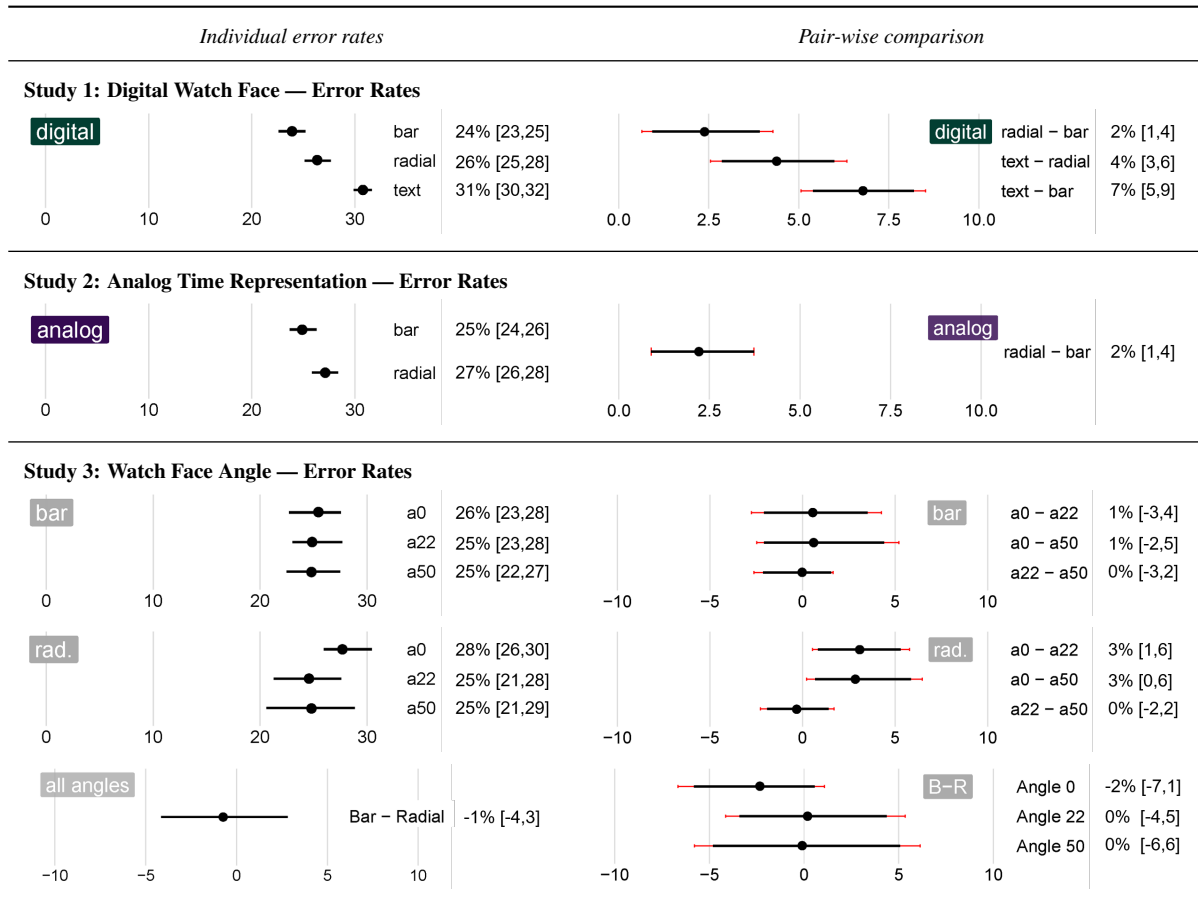 Individual error rates Pair-wise comparison
Study 1: Digital Watch Face — Error Rates
digital bar 24% [23,25] digital radial − bar 2% [1,4]
radial 26% [25,28] text − radial 4% [3,6]
text 31% [30,32] text − bar 7% [5,9]
0 10 20 30 0.0 2.5 5.0 7.5 10.0
Study 2: Analog Time Representation — Error Rates
analog bar 25% [24,26] analog
radial − bar 2% [1,4]
radial 27% [26,28]
0 10 20 30 0.0 2.5 5.0 7.5 10.0
Study 3: Watch Face Angle — Error Rates
bar a0 26% [23,28] bar a0 − a22 1% [-3,4]
a22 25% [23,28] a0 − a50 1% [-2,5]
a50 25% [22,27] a22 − a50 0% [-3,2]
0 10 20 30 −10 −5 0 5 10
rad. a0 28% [26,30] rad. a0 − a22 3% [1,6]
a22 25% [21,28] a0 − a50 3% [0,6]
a50 25% [21,29] a22 − a50 0% [-2,2]
0 10 20 30 −10 −5 0 5 10
all angles B−R Angle 0 -2% [-7,1]
Bar − Radial -1% [-4,3] Angle 22 0% [-4,5]
Angle 50 0% [-6,6]
−10 −5 0 5 10 −10 −5 0 5 10